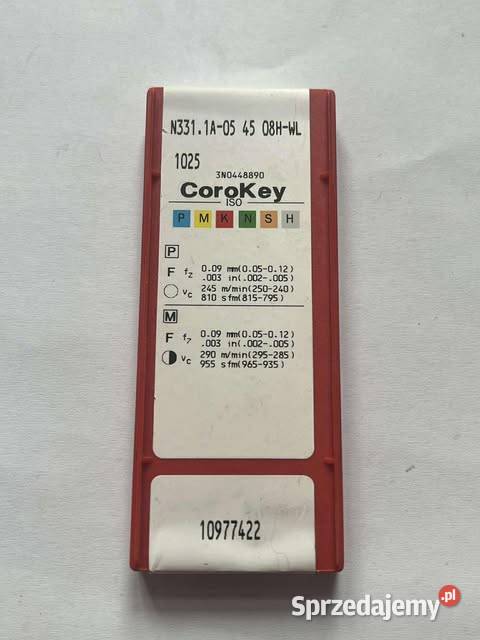 N331.1A-05 45 08H-WL
1025
3N0448890
CoroKey
ISO
P M K N S H
P
F fz 0.09 mm(0.05-0.12)
.003 in(.002-.005)
vc 245 m/min(250-240)
810 sfm(815-795)
M
F fz 0.09 mm(0.05-0.12)
.003 in(.002-.005)
vc 290 m/min(295-285)
955 sfm(965-935)
10977422
Sprzedajemy.pl